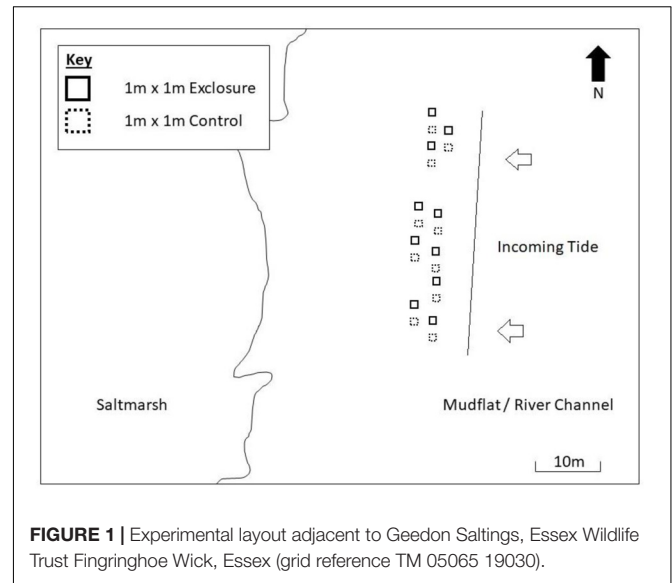 Key
1m x 1m Exclosure
1m x 1m Control
N
Incoming Tide
Saltmarsh
Mudflat / River Channel
10m
FIGURE 1 | Experimental layout adjacent to Geedon Saltings, Essex Wildlife
Trust Fingringhoe Wick, Essex (grid reference TM 05065 19030).